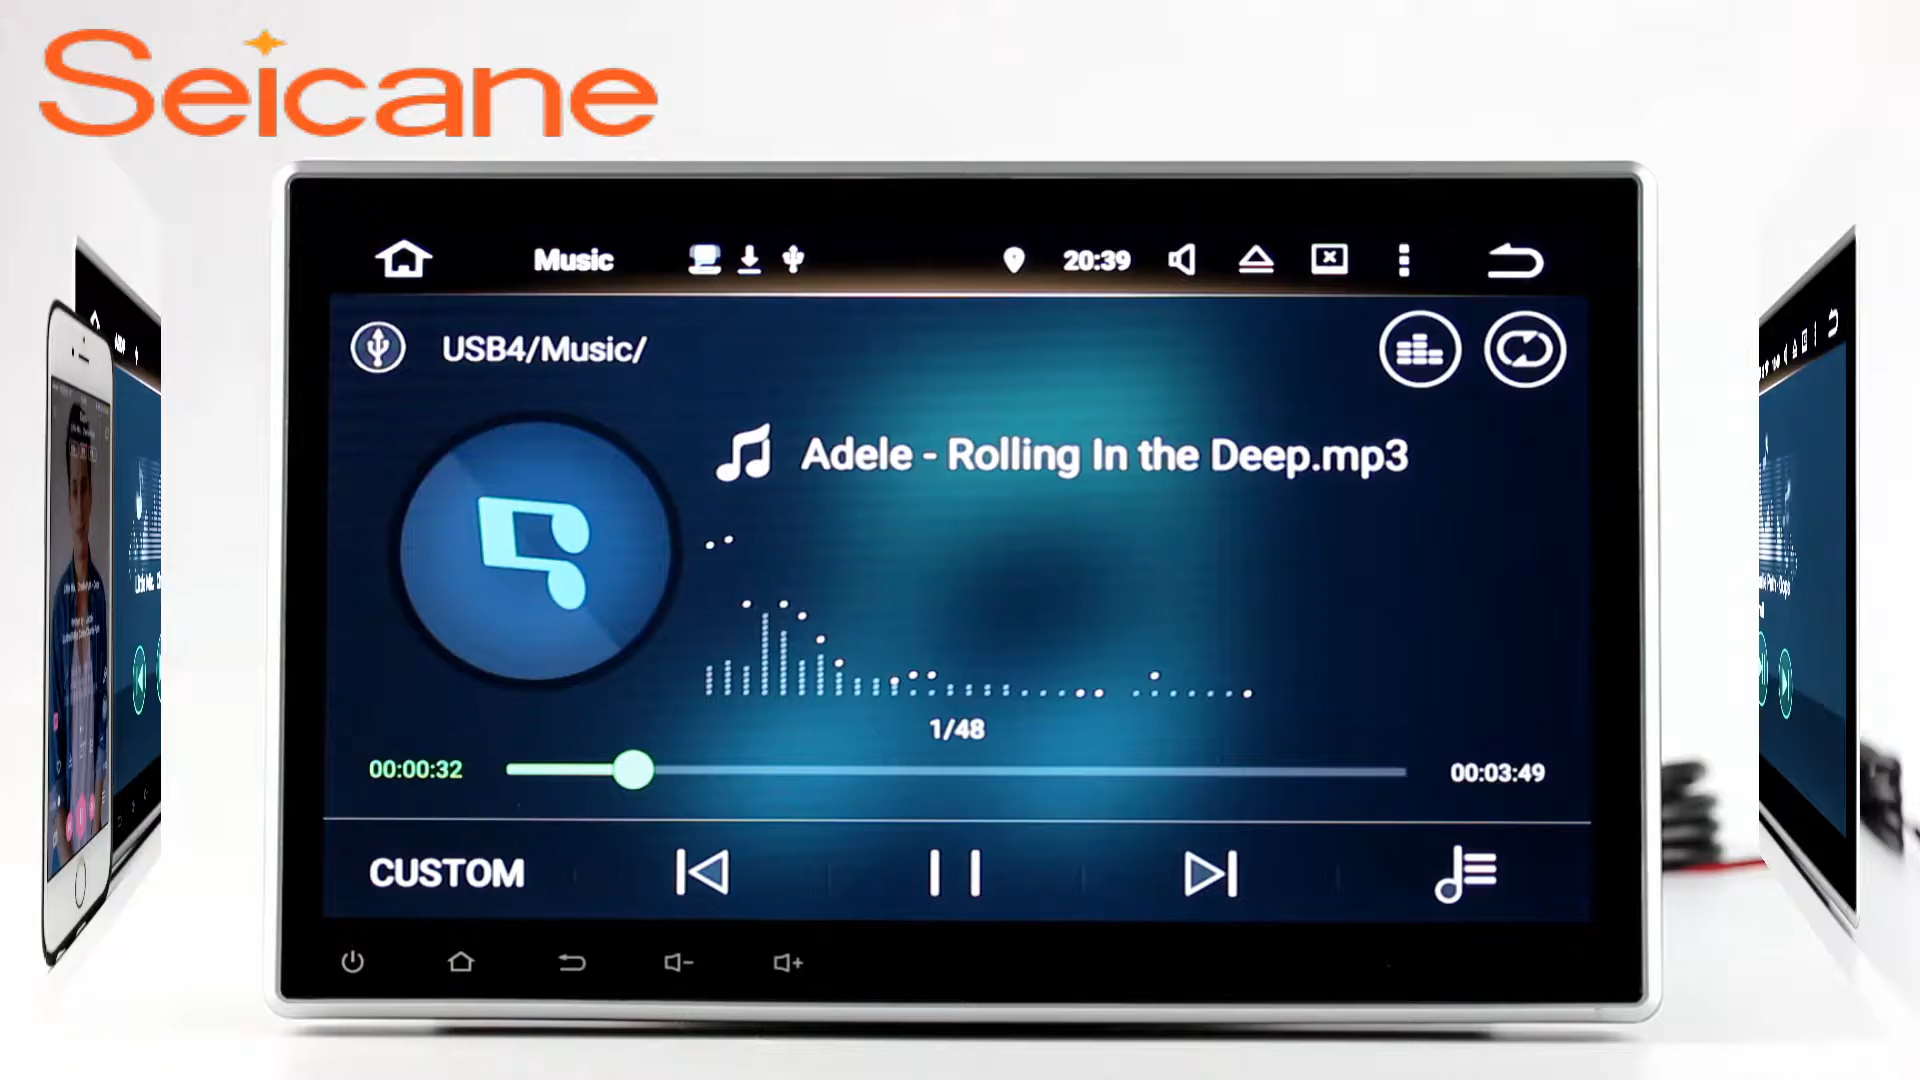 Seicane
Music 20:39
USB4/Music/
Adele - Rolling In the Deep.mp3
1/48
00:00:32 00:03:49
CUSTOM